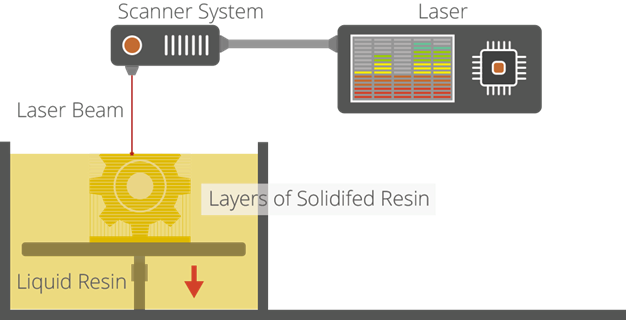 Scanner System
Laser
Laser Beam
Layers of Solidifed Resin
Liquid Resin